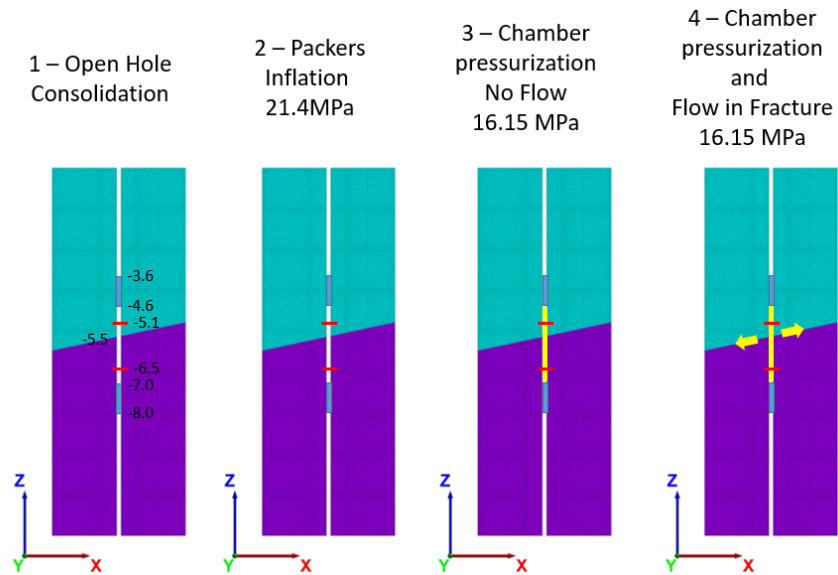 1 – Open Hole
Consolidation
2 – Packers
Inflation
21.4MPa
3 – Chamber
pressurization
No Flow
16.15 MPa
4 – Chamber
pressurization
and
Flow in Fracture
16.15 MPa
-3.6
-4.6
-5.1
-5.5
-6.5
-7.0
-8.0
Z
Y
X
Z
Y
X
Z
Y
X
Z
Y
X